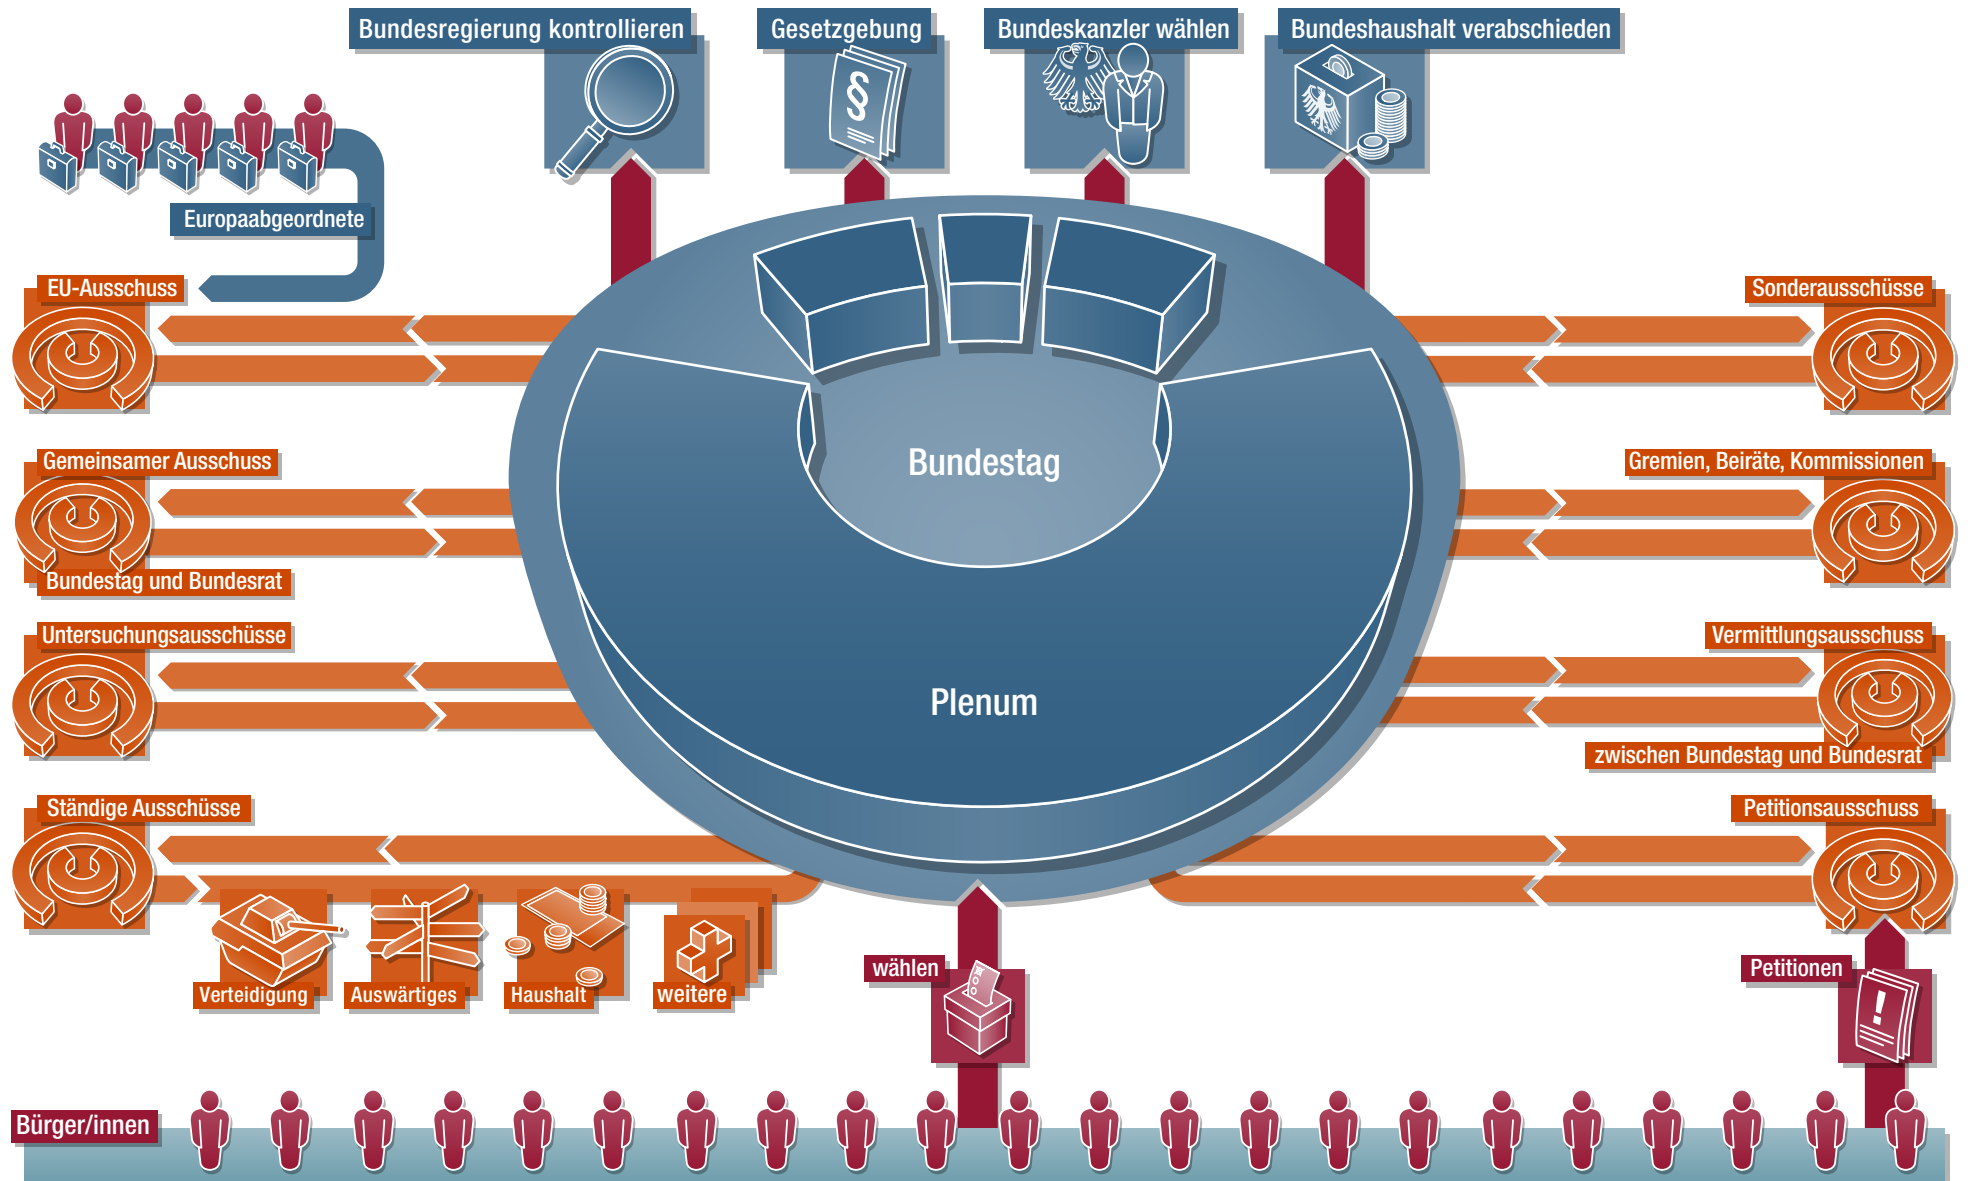 Bundesregierung kontrollieren
Gesetzgebung
Bundeskanzler wählen
Bundeshaushalt verabschieden
§
Europaabgeordnete
EU-Ausschuss
Sonderausschüsse
Gemeinsamer Ausschuss
Bundestag und Bundesrat
Gremien, Beiräte, Kommissionen
Bundestag
Untersuchungsausschüsse
Vermittlungsausschuss
zwischen Bundestag und Bundesrat
Plenum
Ständige Ausschüsse
Petitionsausschuss
Verteidigung
Auswärtiges
Haushalt
weitere
wählen
Petitionen
!
Bürger/innen